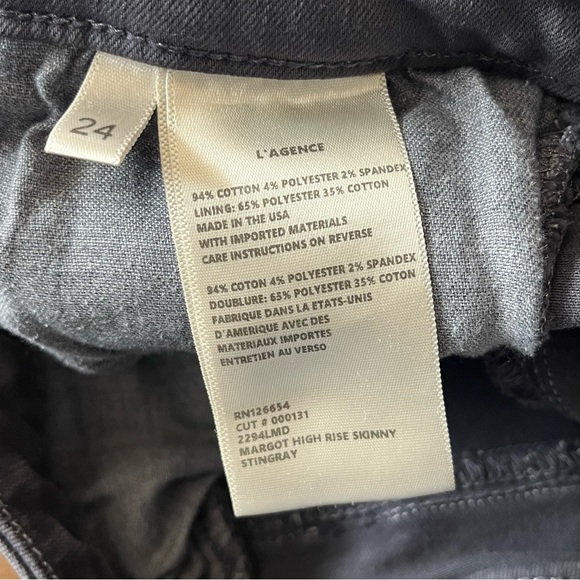 24
L'AGENCE
94% COTTON 4% POLYESTER 2% SPANDEX
LINING: 65% POLYESTER 35% COTTON
MADE IN THE USA
WITH IMPORTED MATERIALS
CARE INSTRUCTIONS ON REVERSE
94% COTON 4% POLYESTER 2% SPANDEX
DOUBLURE: 65% POLYESTER 35% COTON
FABRIQUE DANS LA ETATS-UNIS
D'AMERIQUE AVEC DES
MATERIAUX IMPORTES
ENTRETIEN AU VERSO
RN126654
CUT # 000131
2294LMD
MARGOT HIGH RISE SKINNY
STINGRAY